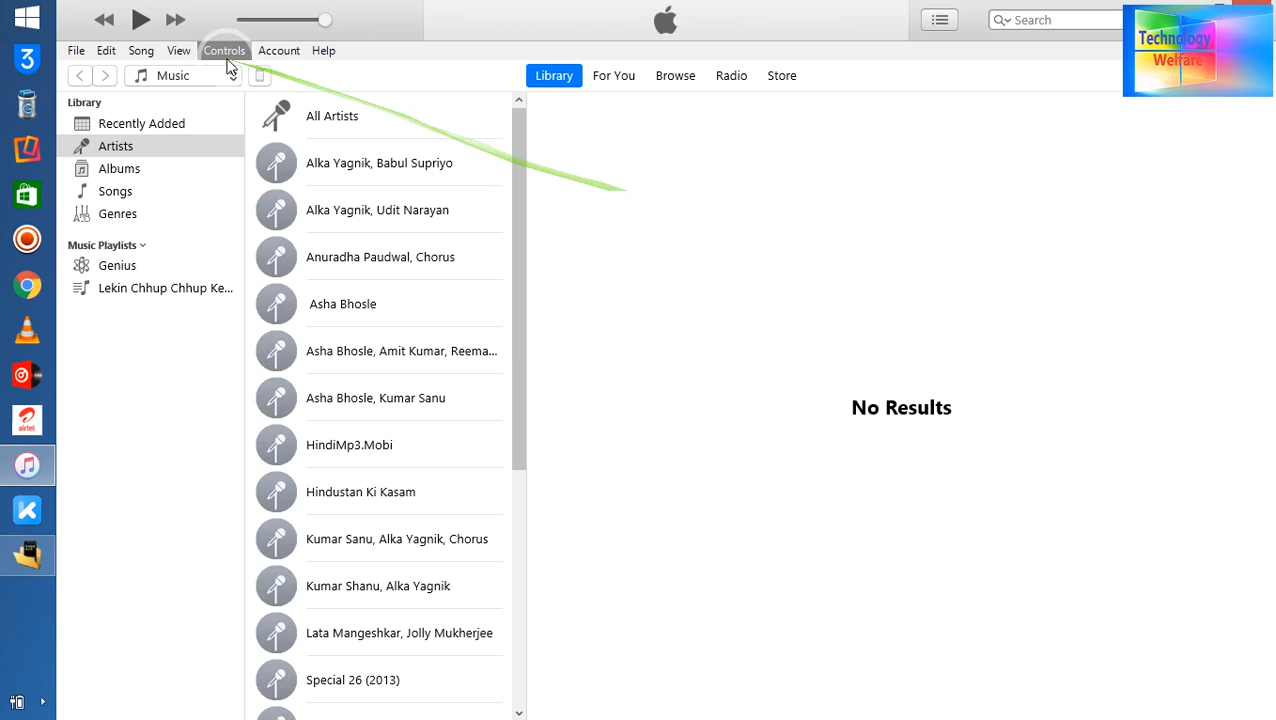 Search
Technology
Welfare
File Edit Song View Controls Account Help
Music
Library For You Browse Radio Store
Library
Recently Added
Artists
Albums
Songs
Genres
Music Playlists
Genius
Lekin Chhup Chhup Ke...
All Artists
Alka Yagnik, Babul Supriyo
Alka Yagnik, Udit Narayan
Anuradha Paudwal, Chorus
Asha Bhosle
Asha Bhosle, Amit Kumar, Reema...
Asha Bhosle, Kumar Sanu
HindiMp3.Mobi
Hindustan Ki Kasam
Kumar Sanu, Alka Yagnik, Chorus
Kumar Shanu, Alka Yagnik
Lata Mangeshkar, Jolly Mukherjee
Special 26 (2013)
No Results
airtel